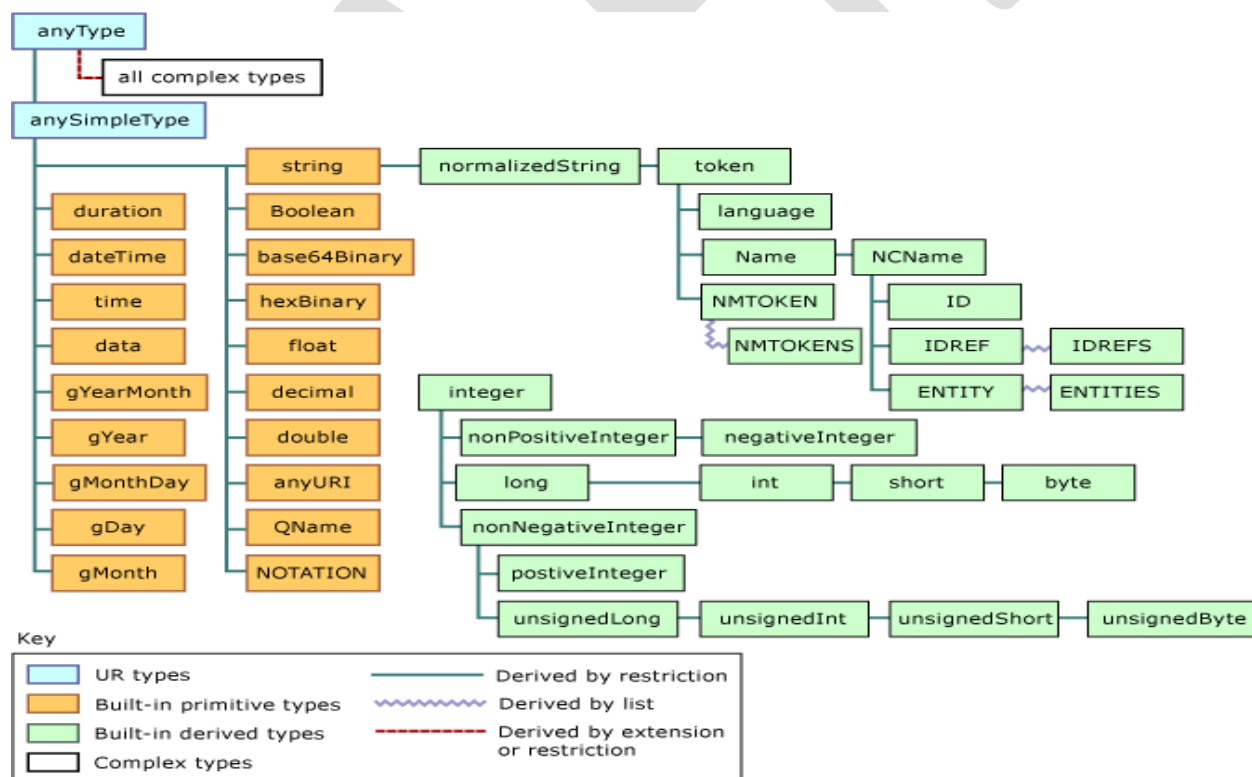 anyType
all complex types
anySimpleType
string normalizedString token
duration Boolean language
dateTime base64Binary Name NCName
time hexBinary NMTOKEN ID
data float NMTOKENS IDREF IDREFS
gYearMonth decimal integer ENTITY ENTITIES
gYear double nonPositiveInteger negativeInteger
gMonthDay anyURI long int short byte
gDay QName nonNegativeInteger
gMonth NOTATION postiveInteger
unsignedLong unsignedInt unsignedShort unsignedByte
Key
UR types Derived by restriction
Built-in primitive types Derived by list
Built-in derived types Derived by extension
or restriction
Complex types